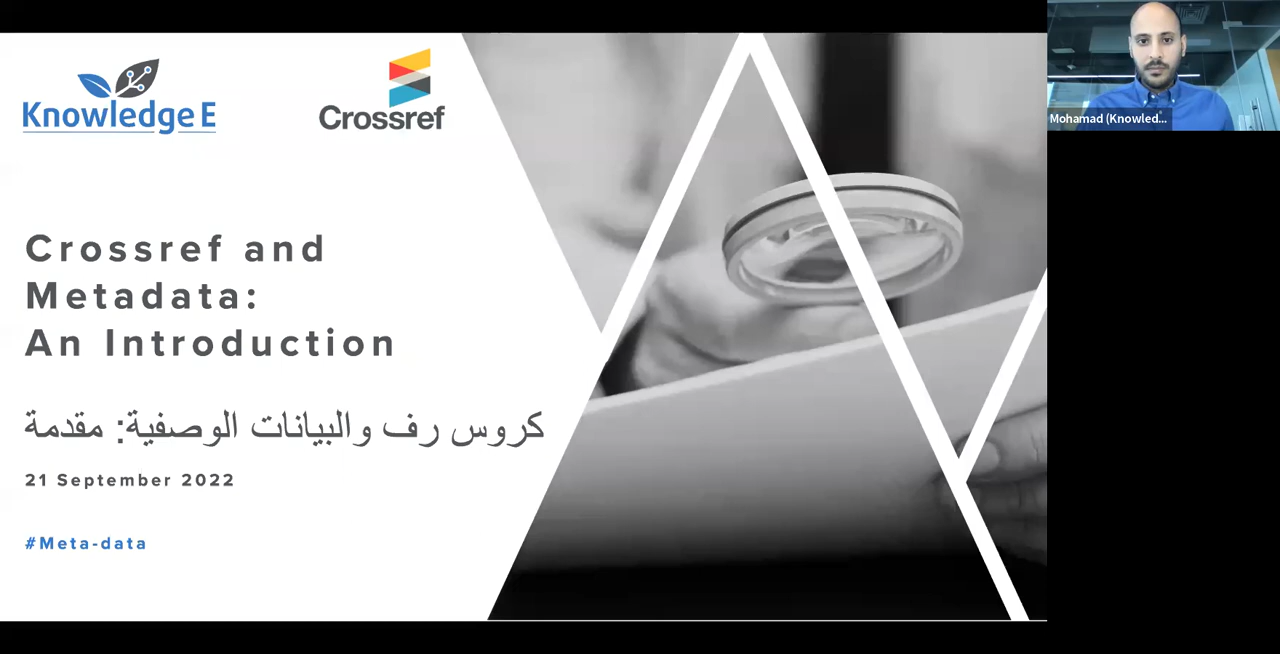 Knowledge E
Crossref
Crossref and
Metadata:
An Introduction
كروس رف والبيانات الوصفية: مقدمة
21 September 2022
#Meta-data
Mohamad (Knowled...